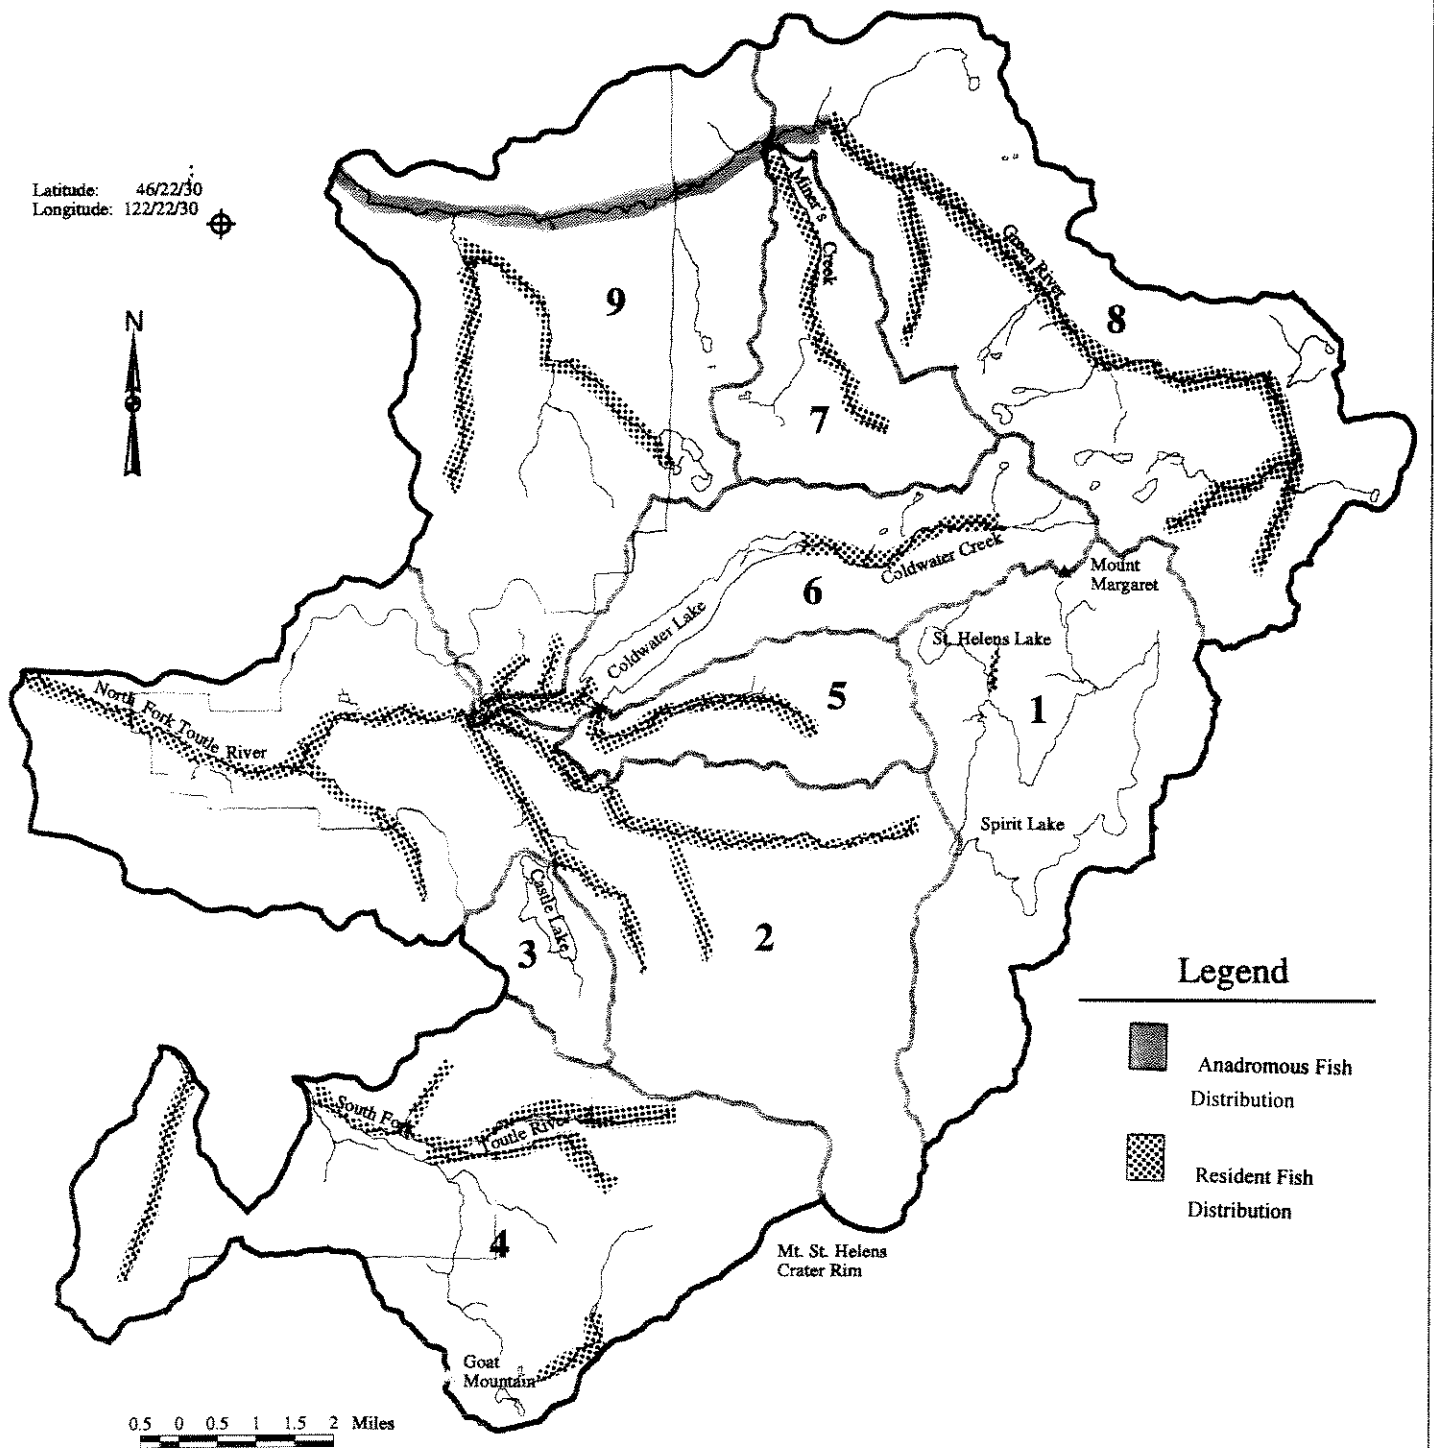 Latitude: 46/22/30
Longitude: 122/22/30
N
Miner's
Creek
Green River
9
8
7
Coldwater Creek
Mount
Margaret
6
Coldwater Lake
St. Helens Lake
5
1
North Fork Toutle River
Spirit Lake
Castle Lake
3
2
Legend
Anadromous Fish
Distribution
Resident Fish
Distribution
South Fork
Toutle River
4
Mt. St. Helens
Crater Rim
Goat
Mountain
0.5 0 0.5 1 1.5 2 Miles